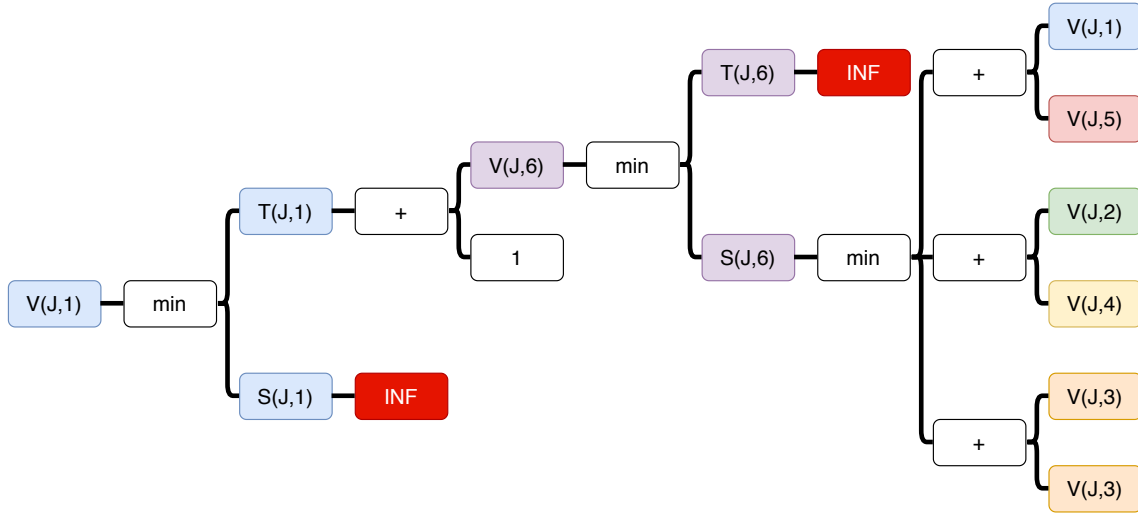 V(J,1)
T(J,6)
INF
+
V(J,5)
V(J,6)
min
T(J,1)
+
V(J,2)
1
S(J,6)
min
+
V(J,1)
min
V(J,4)
S(J,1)
INF
V(J,3)
+
V(J,3)